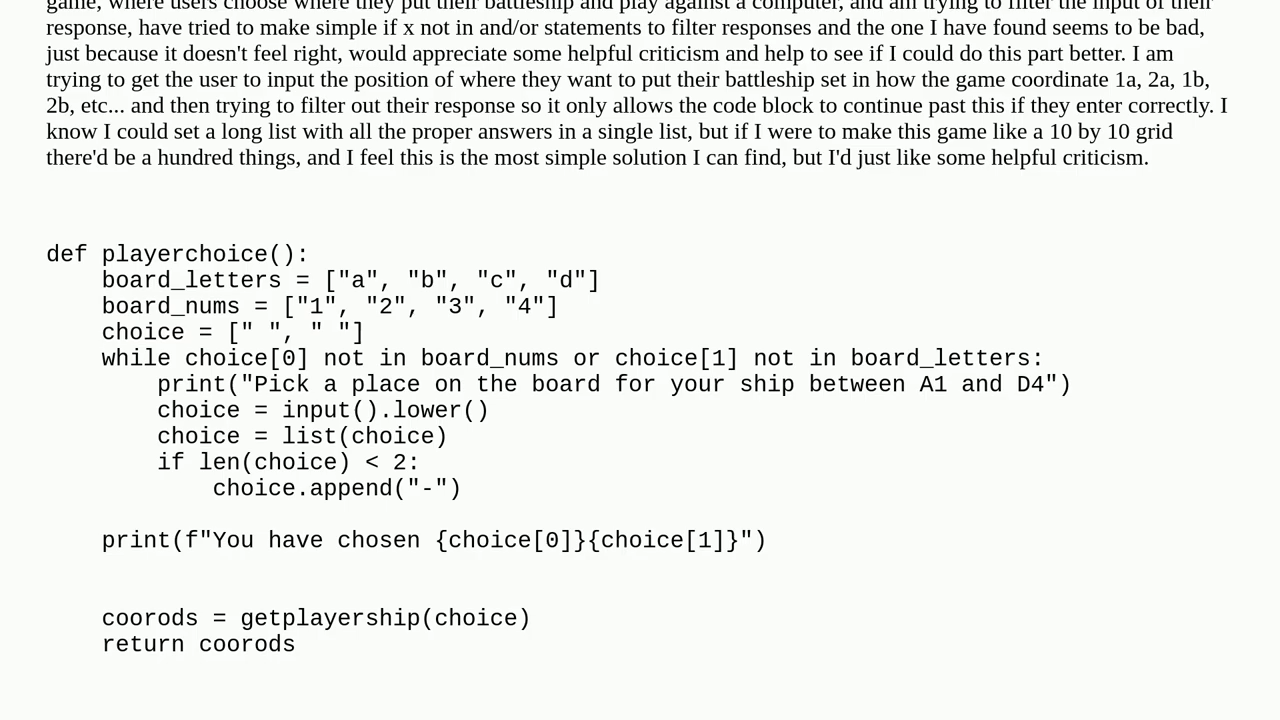 game, where users choose where they put their battleship and play against a computer, and am trying to filter the input of their
response, have tried to make simple if x not in and/or statements to filter responses and the one I have found seems to be bad,
just because it doesn't feel right, would appreciate some helpful criticism and help to see if I could do this part better. I am
trying to get the user to input the position of where they want to put their battleship set in how the game coordinate 1a, 2a, 1b,
2b, etc... and then trying to filter out their response so it only allows the code block to continue past this if they enter correctly. I
know I could set a long list with all the proper answers in a single list, but if I were to make this game like a 10 by 10 grid
there'd be a hundred things, and I feel this is the most simple solution I can find, but I'd just like some helpful criticism.
def playerchoice():
    board_letters = ["a", "b", "c", "d"]
    board_nums = ["1", "2", "3", "4"]
    choice = [" ", " "]
    while choice[0] not in board_nums or choice[1] not in board_letters:
        print("Pick a place on the board for your ship between A1 and D4")
        choice = input().lower()
        choice = list(choice)
        if len(choice) < 2:
            choice.append("-")
    print(f"You have chosen {choice[0]}{choice[1]}")
    coorods = getplayership(choice)
    return coorods